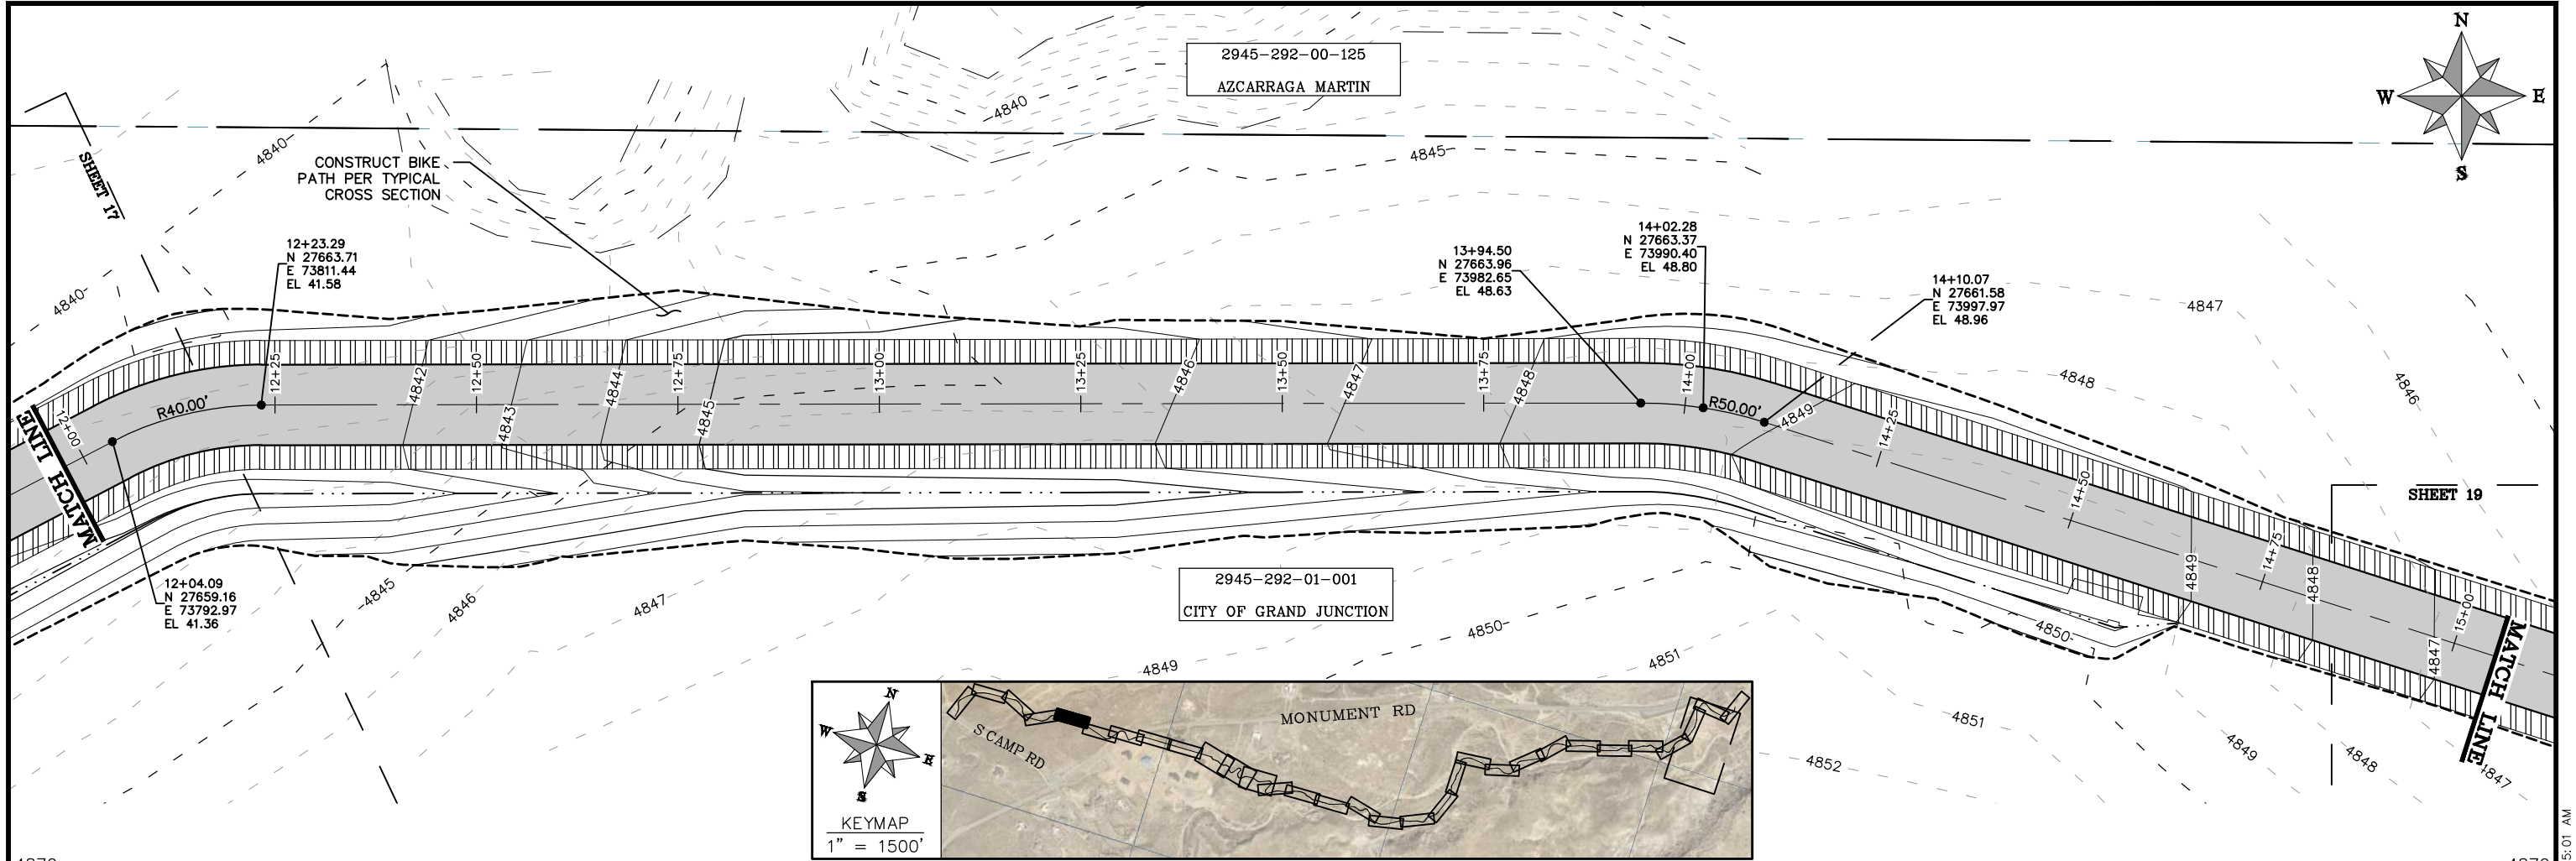 2945-292-00-125
AZCARRAGA MARTIN
N
W
E
S
4840
4840
4845
SHEET 17
CONSTRUCT BIKE
PATH PER TYPICAL
CROSS SECTION
12+23.29
N 27663.71
E 73811.44
EL 41.58
13+94.50
N 27663.96
E 73982.65
EL 48.63
14+02.28
N 27663.37
E 73990.40
EL 48.80
14+10.07
N 27661.58
E 73997.97
EL 48.96
4840
4847
4848
4846
MATCH LINE
12+00
R40.00'
12+25
4842
12+50
4843
4844
12+75
4845
13+00
13+25
4846
13+50
4847
13+75
4848
14+00
R50.00'
4849
14+25
14+50
4849
14+75
4848
4847
15+00
MATCH LINE
SHEET 19
12+04.09
N 27659.16
E 73792.97
EL 41.36
4845
4846
4847
2945-292-01-001
CITY OF GRAND JUNCTION
4850
4850
4849
4851
4851
4852
4849
4848
4847
N
W
E
S
KEYMAP
1" = 1500'
S CAMP RD
MONUMENT RD
5:01 AM